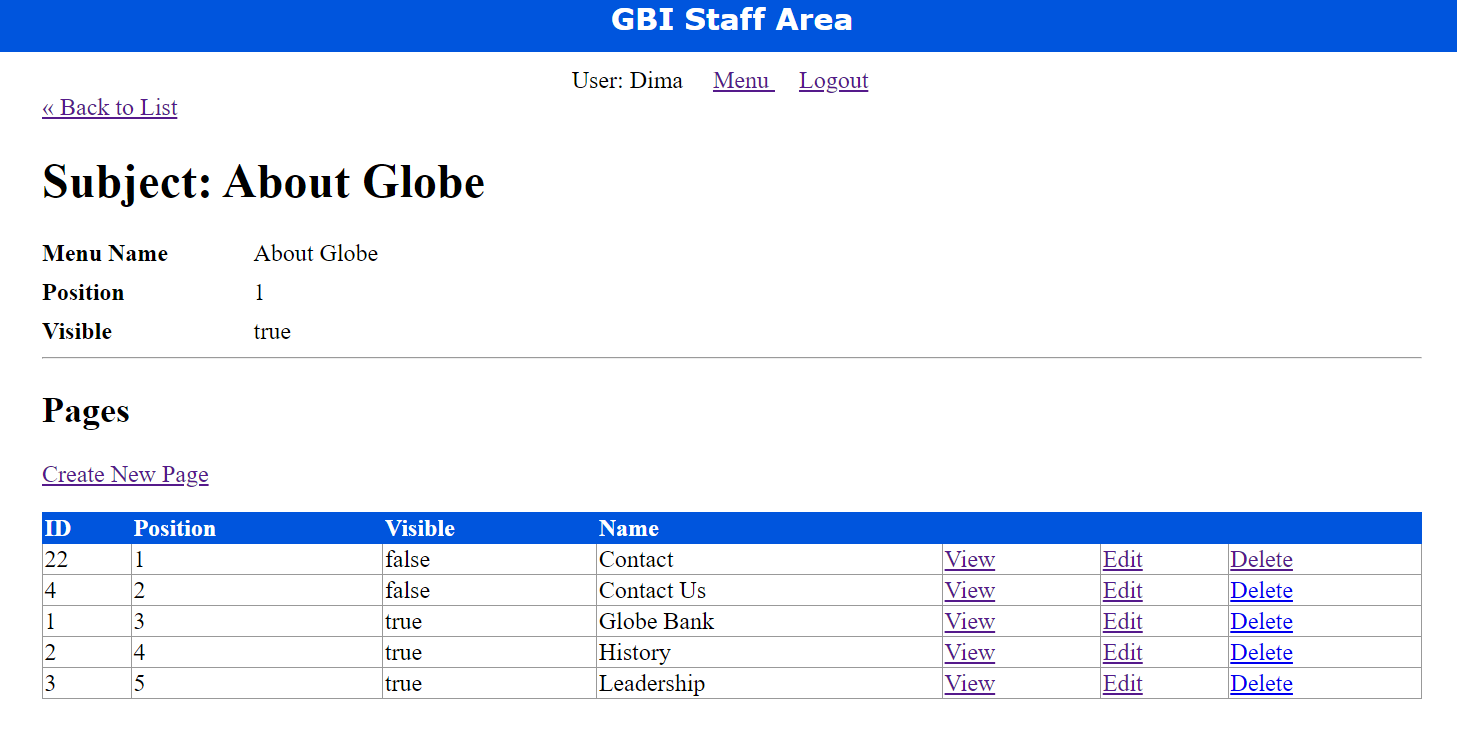 GBI Staff Area
User: Dima Menu Logout
« Back to List
Subject: About Globe
Menu Name About Globe
Position 1
Visible true
Pages
Create New Page
ID Position Visible Name
22 1 false Contact View Edit Delete
4 2 false Contact Us View Edit Delete
1 3 true Globe Bank View Edit Delete
2 4 true History View Edit Delete
3 5 true Leadership View Edit Delete